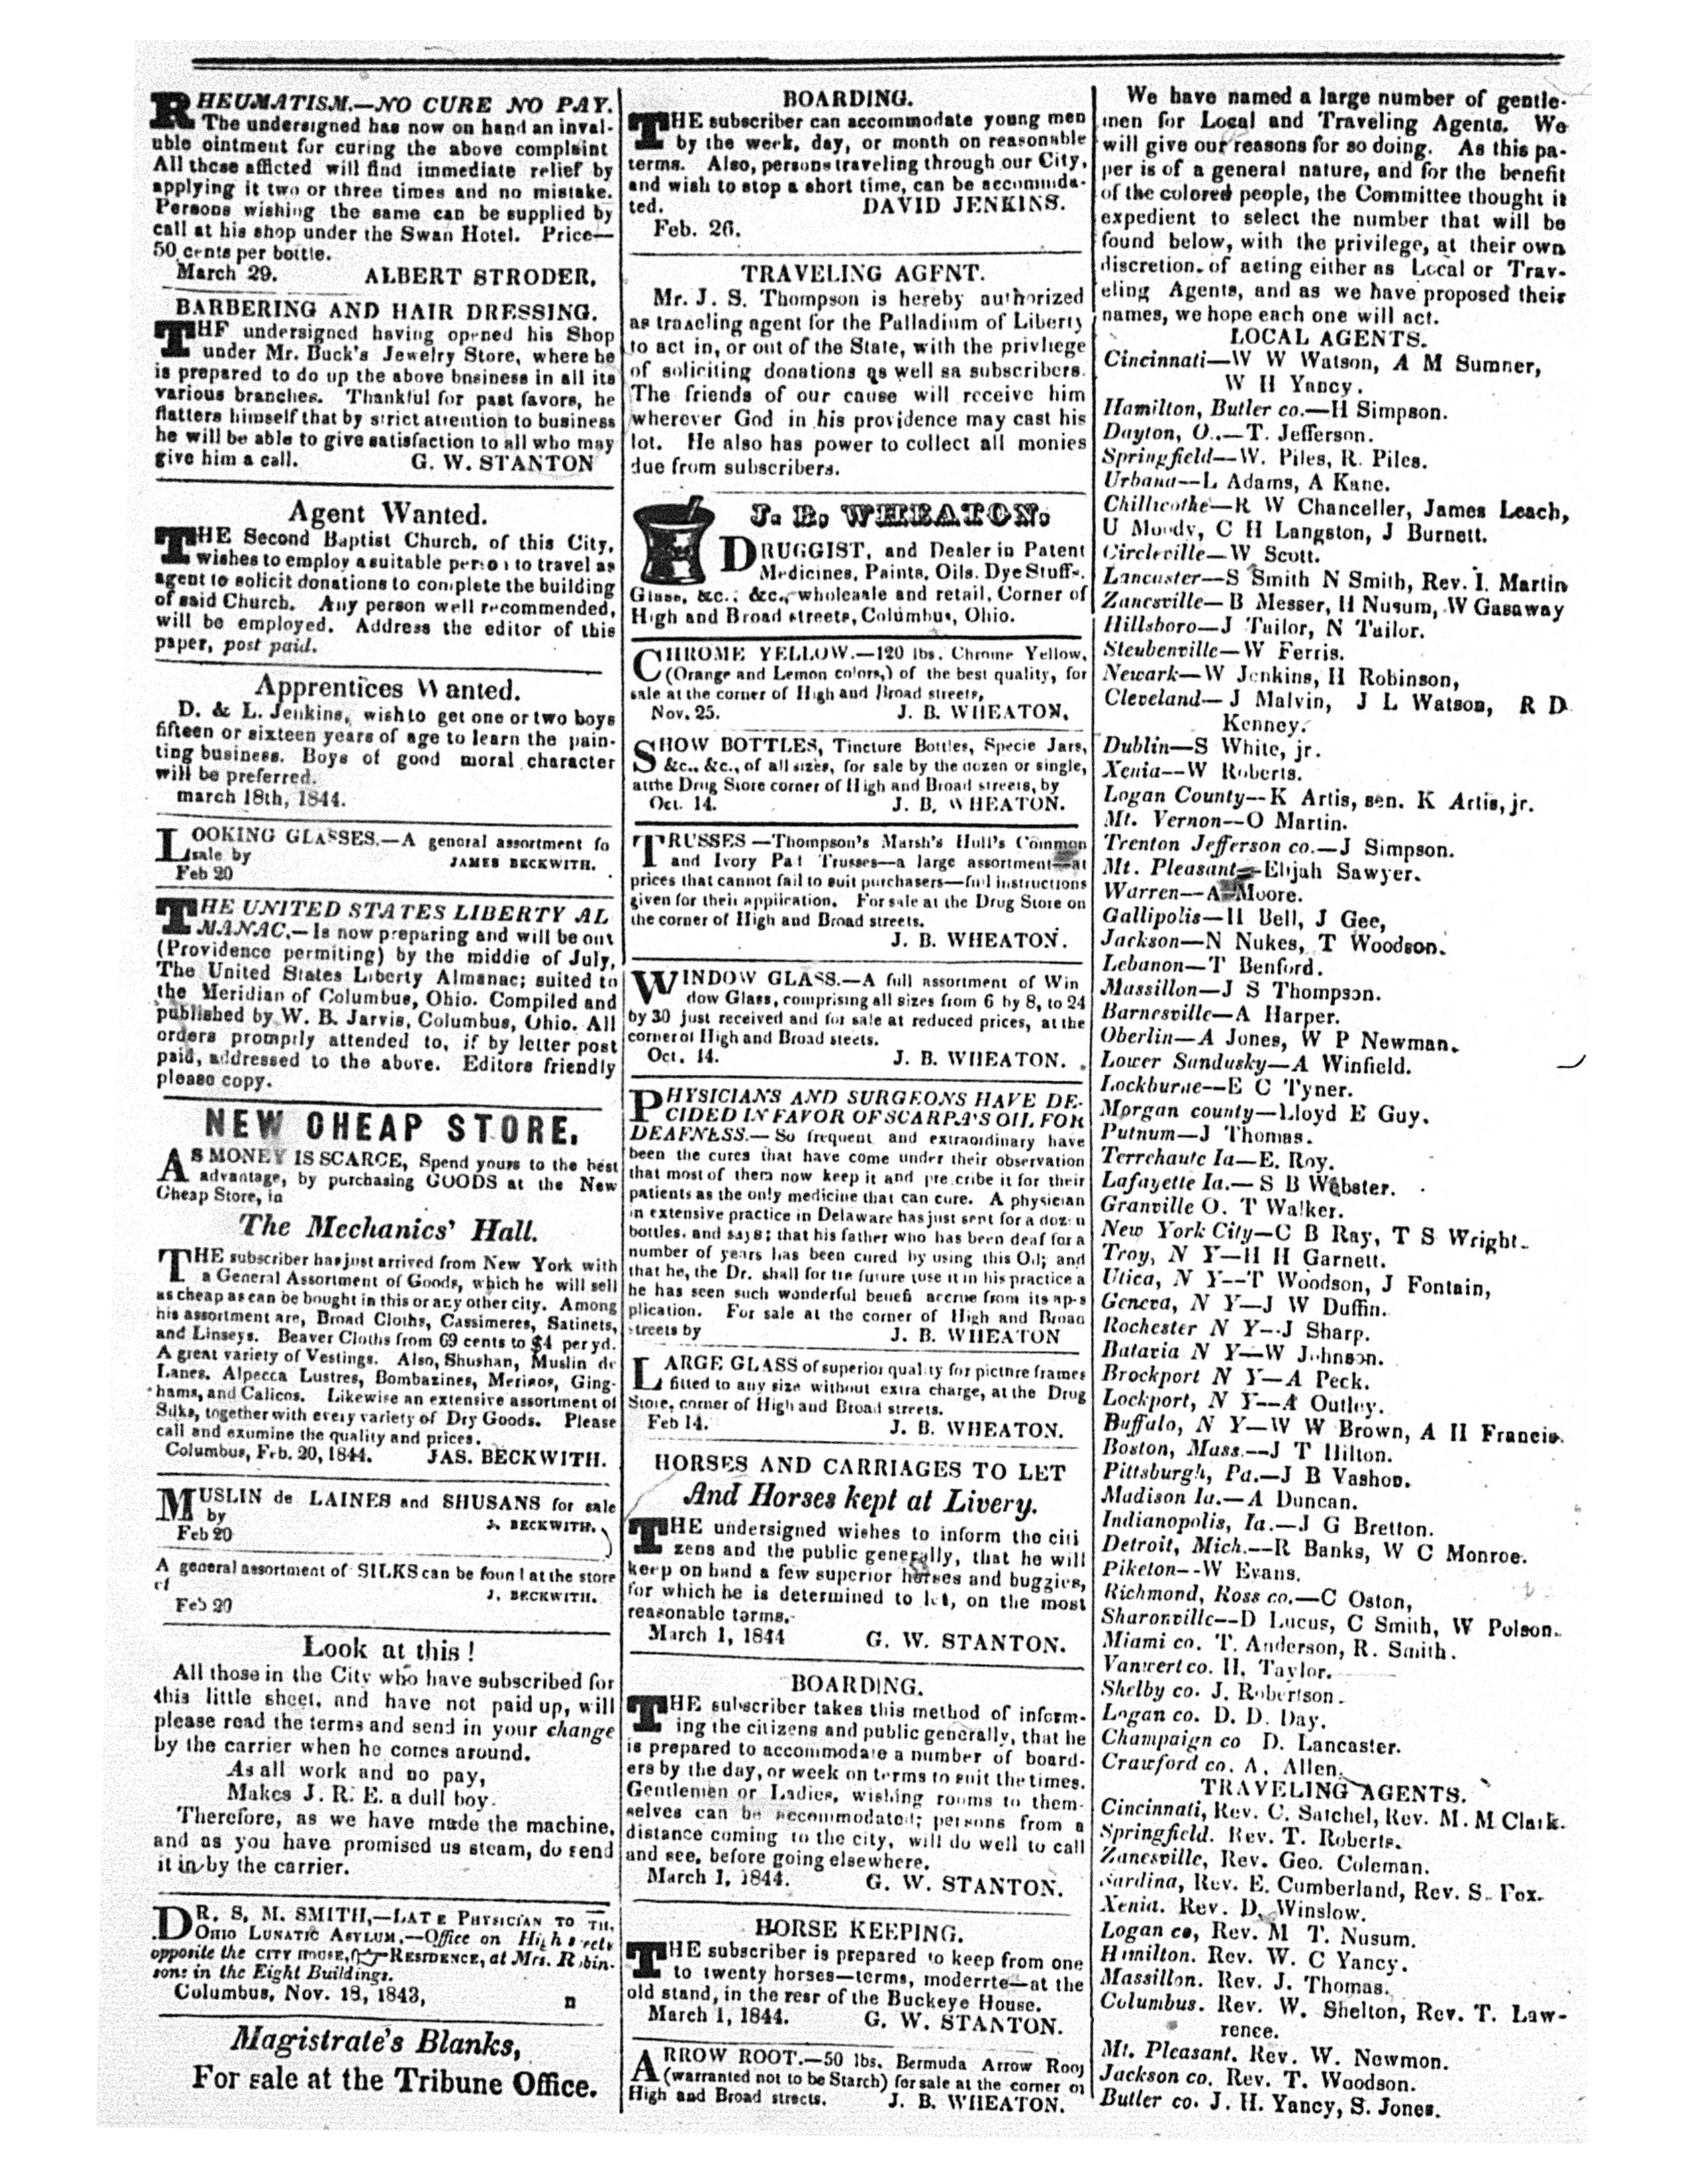 RHEUMATISM.—NO CURE NO PAY.
The undersigned has now on hand an inval-
uble ointment for curing the above complaint
All those afflicted will find immediate relief by
applying it two or three times and no mistake.
Persons wishing the same can be supplied by
call at his shop under the Swan Hotel. Price—
50 cents per bottle.
March 29. ALBERT STRODER,
BARBERING AND HAIR DRESSING.
THF undersigned having opened his Shop
under Mr. Buck's Jewelry Store, where he
is prepared to do up the above bnsiness in all its
various branches. Thankful for past favors, he
flatters himself that by strict attention to business
he will be able to give satisfaction to all who may
give him a call. G. W. STANTON
Agent Wanted.
THE Second Baptist Church, of this City,
wishes to employ a suitable person to travel as
agent to solicit donations to complete the building
of said Church. Any person well recommended,
will be employed. Address the editor of this
paper, post paid.
Apprentices Wanted.
D. & L. Jenkins, wish to get one or two boys
fifteen or sixteen years of age to learn the pain-
ting business. Boys of good moral character
will be preferred.
march 18th, 1844.
LOOKING GLASSES.—A general assortment fo
sale by JAMES BECKWITH.
Feb 20
THE UNITED STATES LIBERTY AL
MANAC.—Is now preparing and will be out
(Providence permiting) by the middle of July,
The United States Liberty Almanac; suited to
the Meridian of Columbus, Ohio. Compiled and
published by W. B. Jarvis, Columbus, Ohio. All
orders promptly attended to, if by letter post
paid, addressed to the above. Editors friendly
please copy.
NEW CHEAP STORE.
AS MONEY IS SCARCE, Spend yours to the best
advantage, by purchasing GOODS at the New
Cheap Store, in
The Mechanics' Hall.
THE subscriber has just arrived from New York with
a General Assortment of Goods, which he will sell
as cheap as can be bought in this or any other city. Among
his assortment are, Broad Cloths, Cassimeres, Satinets,
and Linseys. Beaver Cloths from 69 cents to $4 per yd.
A great variety of Vestings. Also, Shushan, Muslin de
Lanes. Alpecca Lustres, Bombazines, Merinos, Ging-
hams, and Calicos. Likewise an extensive assortment of
Silks, together with every variety of Dry Goods. Please
call and examine the quality and prices.
Columbus, Feb. 20, 1844. JAS. BECKWITH.
MUSLIN de LAINES and SHUSANS for sale
by J. BECKWITH.
Feb 20
A general assortment of SILKS can be found at the store
of J. BECKWITH.
Feb 20
Look at this!
All those in the City who have subscribed for
this little sheet, and have not paid up, will
please read the terms and send in your change
by the carrier when he comes around.
As all work and no pay,
Makes J. R. E. a dull boy.
Therefore, as we have made the machine,
and as you have promised us steam, do send
it in by the carrier.
DR. S. M. SMITH,—LATE PHYSICIAN TO TH.
OHIO LUNATIC ASYLUM.—Office on High
opposite the CITY HOUSE, ☞RESIDENCE, at Mrs. Robin-
sons in the Eight Buildings.
Columbus, Nov. 18, 1843,
Magistrate's Blanks,
For sale at the Tribune Office.
BOARDING.
THE subscriber can accommodate young men
by the week, day, or month on reasonable
terms. Also, persons traveling through our City,
and wish to stop a short time, can be accommda-
ted. DAVID JENKINS.
Feb. 26.
TRAVELING AGFNT.
Mr. J. S. Thompson is hereby authorized
as traveling agent for the Palladium of Liberty
to act in, or out of the State, with the privliege
of soliciting donations as well sa subscribers.
The friends of our cause will receive him
wherever God in his providence may cast his
lot. He also has power to collect all monies
due from subscribers.
J. B. WHEATON.
DRUGGIST, and Dealer in Patent
Medicines, Paints, Oils, Dye Stuffs,
Glass, &c., &c., wholesale and retail, Corner of
High and Broad streets, Columbus, Ohio.
CHROME YELLOW.—120 lbs. Chrome Yellow,
(Orange and Lemon colors,) of the best quality, for
sale at the corner of High and Broad streets,
Nov. 25. J. B. WHEATON,
SHOW BOTTLES, Tincture Bottles, Specie Jars,
&c., &c., of all sizes, for sale by the dozen or single,
at the Drug Store corner of High and Broad streets, by
Oct. 14. J. B. WHEATON.
TRUSSES—Thompson's Marsh's Hull's Common
and Ivory Pad Trusses—a large assortment—at
prices that cannot fail to suit purchasers—full instructions
given for their appiication. For sale at the Drug Store on
the corner of High and Broad streets.
J. B. WHEATON.
WINDOW GLASS.—A full assortment of Win
dow Glass, comprising all sizes from 6 by 8, to 24
by 30 just received and for sale at reduced prices, at the
corner of High and Broad steets.
Oct. 14. J. B. WHEATON.
PHYSICIANS AND SURGEONS HAVE DE-
CIDED IN FAVOR OF SCARPA'S OIL FOR
DEAFNESS.—So frequent and extraordinary have
been the cures that have come under their observation
that most of them now keep it and prescribe it for their
patients as the only medicine that can cure. A physician
in extensive practice in Delaware has just sent for a dozen
bottles, and says; that his father who has been deaf for a
number of years has been cured by using this Oil; and
that he, the Dr. shall for the future use it in his practice a
he has seen such wonderful benefi accrue from its ap-s
plication. For sale at the corner of High and Broad
streets by J. B. WHEATON
LARGE GLASS of superior quality for pictnre frames
fitted to any size without extra charge, at the Drug
Store, corner of High and Broad streets.
Feb 14. J. B. WHEATON.
HORSES AND CARRIAGES TO LET
And Horses kept at Livery.
THE undersigned wishes to inform the citi
zens and the public generally, that he will
keep on hand a few superior horses and buggies,
for which he is determined to let, on the most
reasonable tarms.
March 1, 1844 G. W. STANTON.
BOARDING.
THE subscriber takes this method of inform-
ing the citizens and public generally, that he
is prepared to accommodate a number of board-
ers by the day, or week on terms to suit the times.
Gentlemen or Ladies, wishing rooms to them-
selves can be accommodated; persons from a
distance coming to the city, will do well to call
and see, before going elsewhere.
March 1, 1844. G. W. STANTON.
HORSE KEEPING.
THE subscriber is prepared to keep from one
to twenty horses—terms, moderrte—at the
old stand, in the resr of the Buckeye House.
March 1, 1844. G. W. STANTON.
ARROW ROOT.—50 lbs. Bermuda Arrow Root
(warranted not to be Starch) for sale at the corner of
High and Broad streets. J. B. WHEATON.
We have named a large number of gentle-
men for Local and Traveling Agents. We
will give our reasons for so doing. As this pa-
per is of a general nature, and for the benefit
of the colored people, the Committee thought it
expedient to select the number that will be
found below, with the privilege, at their own
discretion. of acting either as Local or Trav-
eling Agents, and as we have proposed their
names, we hope each one will act.
LOCAL AGENTS.
Cincinnati—W W Watson, A M Sumner,
W H Yancy.
Hamilton, Butler co.—H Simpson.
Dayton, O.—T. Jefferson.
Springfield—W. Piles, R. Piles.
Urbana—L Adams, A Kane.
Chillicothe—R W Chanceller, James Leach,
U Moody, C H Langston, J Burnett.
Circleville—W Scott.
Lancaster—S Smith N Smith, Rev. I. Martin
Zanesville—B Messer, H Nusum, W Gasaway
Hillsboro—J Tailor, N Tailor.
Steubenville—W Ferris.
Newark—W Jenkins, H Robinson,
Cleveland—J Malvin, J L Watson, R D
Kenney.
Dublin—S White, jr.
Xenia—W Roberts.
Logan County—K Artis, sen. K Artis, jr.
Mt. Vernon—O Martin.
Trenton Jefferson co.—J Simpson.
Mt. Pleasant—Elijah Sawyer.
Warren—A Moore.
Gallipolis—H Bell, J Gee,
Jackson—N Nukes, T Woodson.
Lebanon—T Benford.
Massillon—J S Thompson.
Barnesville—A Harper.
Oberlin—A Jones, W P Newman.
Lower Sandusky—A Winfield.
Lockburne—E C Tyner.
Morgan county—Lloyd E Guy.
Putnum—J Thomas.
Terrehaute Ia—E. Roy.
Lafayette Ia.—S B Webster.
Granville O. T Walker.
New York City—C B Ray, T S Wright.
Troy, N Y—H H Garnett.
Utica, N Y—T Woodson, J Fontain,
Geneva, N Y—J W Duffin.
Rochester N Y—J Sharp.
Batavia N Y—W Johnson.
Brockport N Y—A Peck.
Lockport, N Y—A Outley.
Buffalo, N Y—W W Brown, A H Francis.
Boston, Mass.—J T Hilton.
Pittsburgh, Pa.—J B Vashon.
Madison Ia.—A Duncan.
Indianopolis, Ia.—J G Bretton.
Detroit, Mich.—R Banks, W C Monroe.
Piketon—W Evans.
Richmond, Ross co.—C Oston,
Sharonville—D Lucus, C Smith, W Polson.
Miami co. T. Anderson, R. Smith.
Vanwert co. H. Taylor.
Shelby co. J. Robertson.
Logan co. D. D. Day.
Champaign co D. Lancaster.
Crawford co. A. Allen.
TRAVELING AGENTS.
Cincinnati, Rev. C. Satchel, Rev. M. M Clark.
Springfield. Rev. T. Roberts.
Zanesville, Rev. Geo. Coleman.
Sardina, Rev. E. Cumberland, Rev. S. Fox.
Xenia. Rev. D. Winslow.
Logan co, Rev. M T. Nusum.
Hamilton. Rev. W. C Yancy.
Massillon. Rev. J. Thomas.
Columbus. Rev. W. Shelton, Rev. T. Law-
rence.
Mt. Pleasant. Rev. W. Newmon.
Jackson co. Rev. T. Woodson.
Butler co. J. H. Yancy, S. Jones.